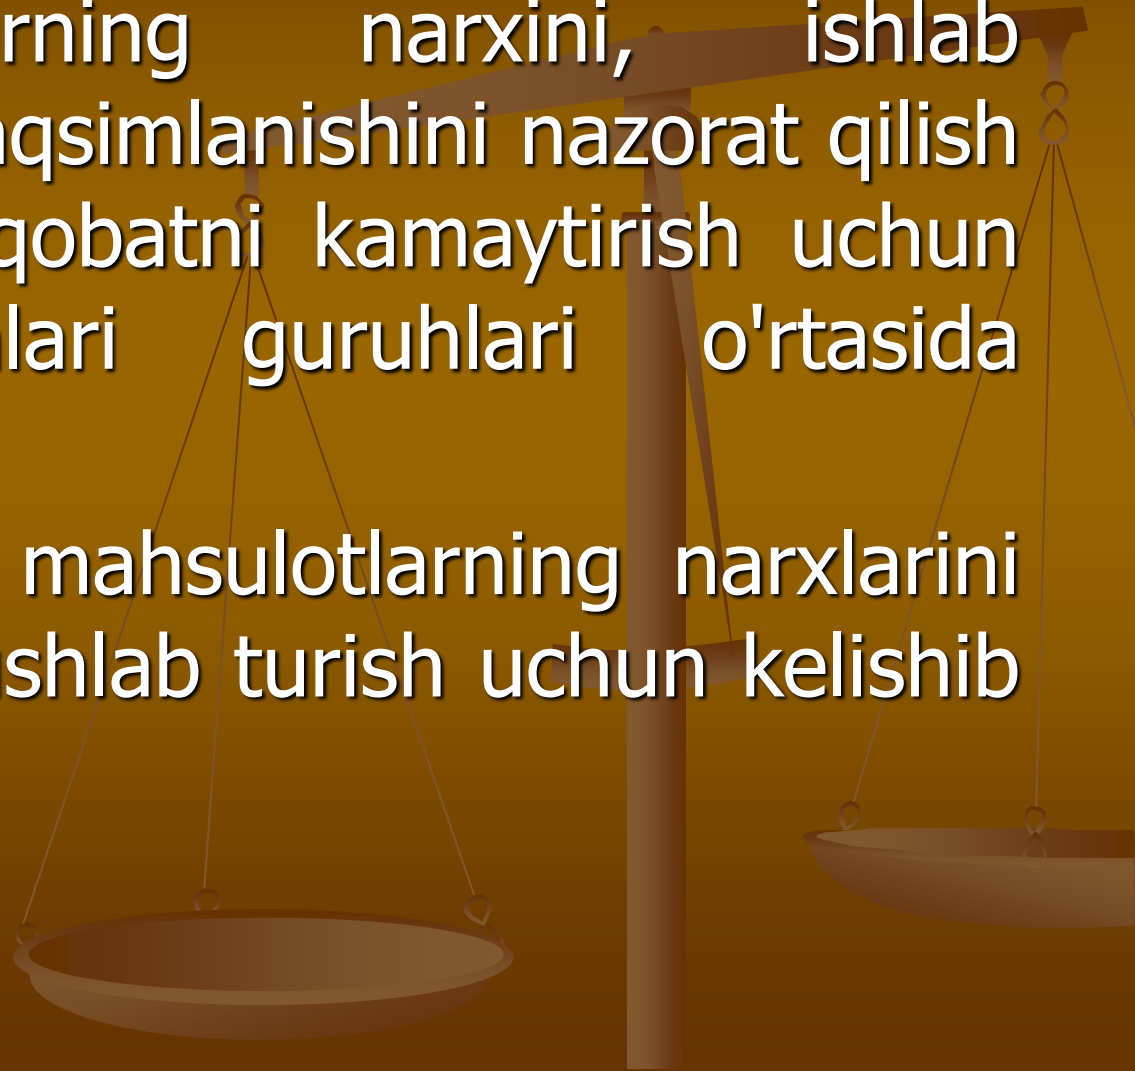 rning narxini, ishlab
qsimlanishini nazorat qilish
qobatni kamaytirish uchun
lari guruhlari o'rtasida
mahsulotlarning narxlarini
shlab turish uchun kelishib